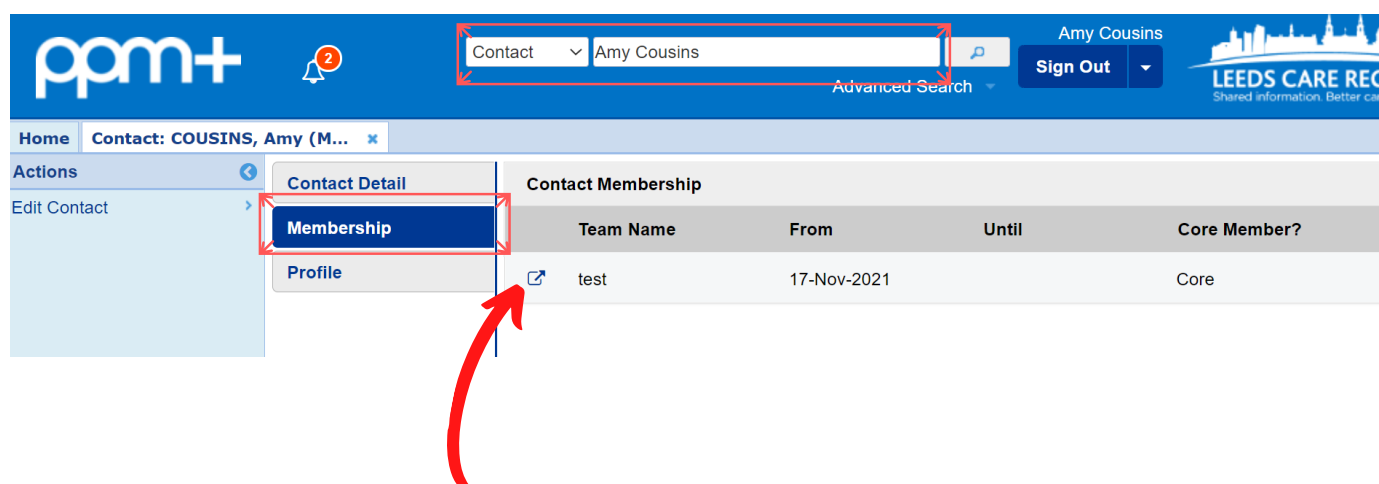 Amy Cousins
ppm+
2
Contact
Amy Cousins
Sign Out
Advanced Search
LEEDS CARE REC
Shared information. Better ca
Home
Contact: COUSINS, Amy (M...
Actions
Edit Contact
Contact Detail
Membership
Profile
Contact Membership
Team Name From Until Core Member?
test 17-Nov-2021 Core